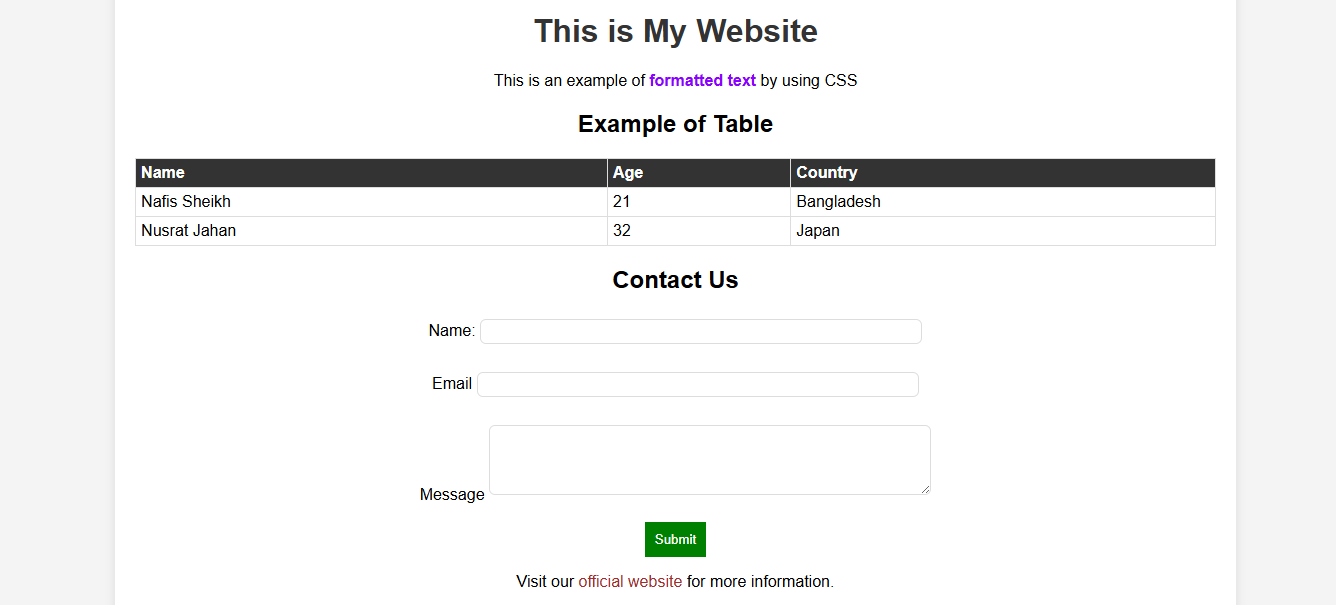 This is My Website
This is an example of formatted text by using CSS
Example of Table
Name Age Country
Nafis Sheikh 21 Bangladesh
Nusrat Jahan 32 Japan
Contact Us
Name:
Email
Message
Submit
Visit our official website for more information.